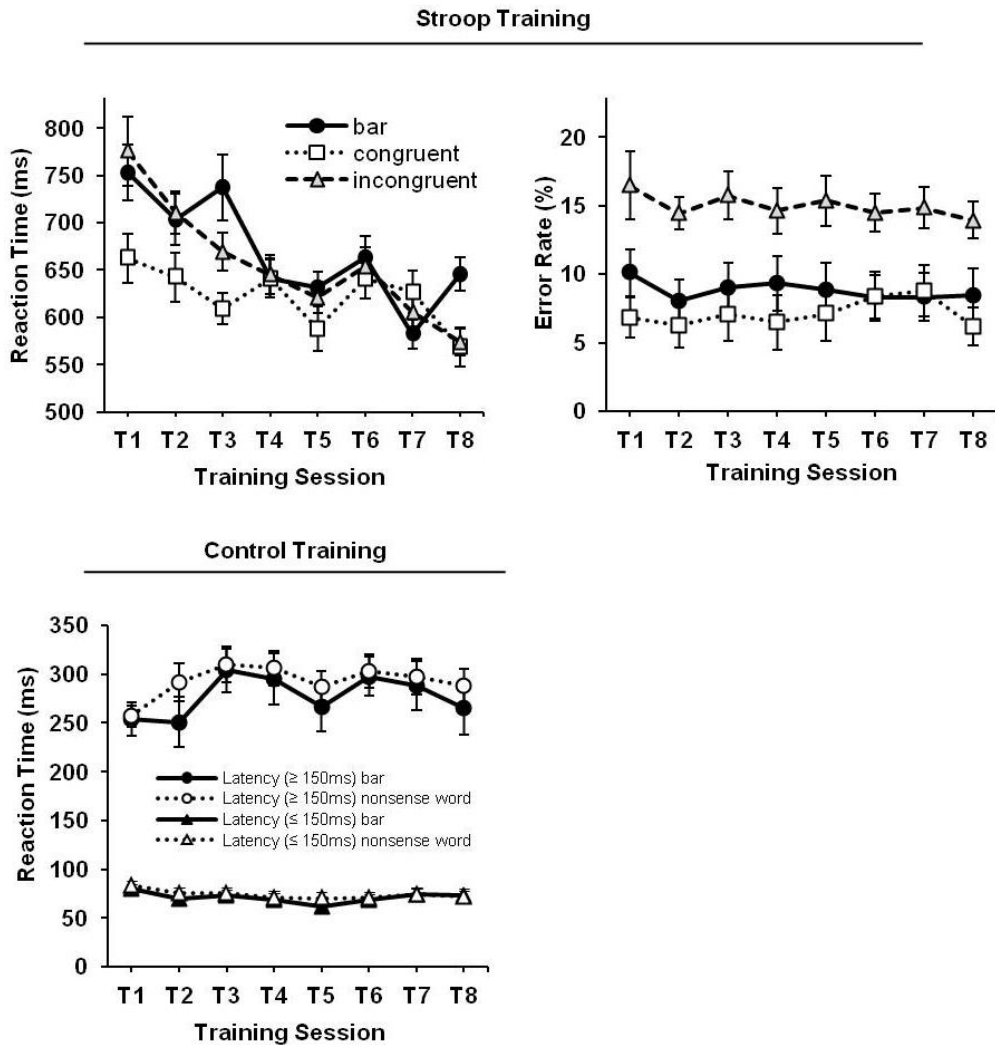 Stroop Training
Reaction Time (ms)
800
750
700
650
600
550
500
bar
congruent
incongruent
T1 T2 T3 T4 T5 T6 T7 T8
Training Session
Error Rate (%)
20
15
10
5
0
T1 T2 T3 T4 T5 T6 T7 T8
Training Session
Control Training
Reaction Time (ms)
350
300
250
200
150
100
50
0
Latency (≥ 150ms) bar
Latency (≥ 150ms) nonsense word
Latency (≤ 150ms) bar
Latency (≤ 150ms) nonsense word
T1 T2 T3 T4 T5 T6 T7 T8
Training Session